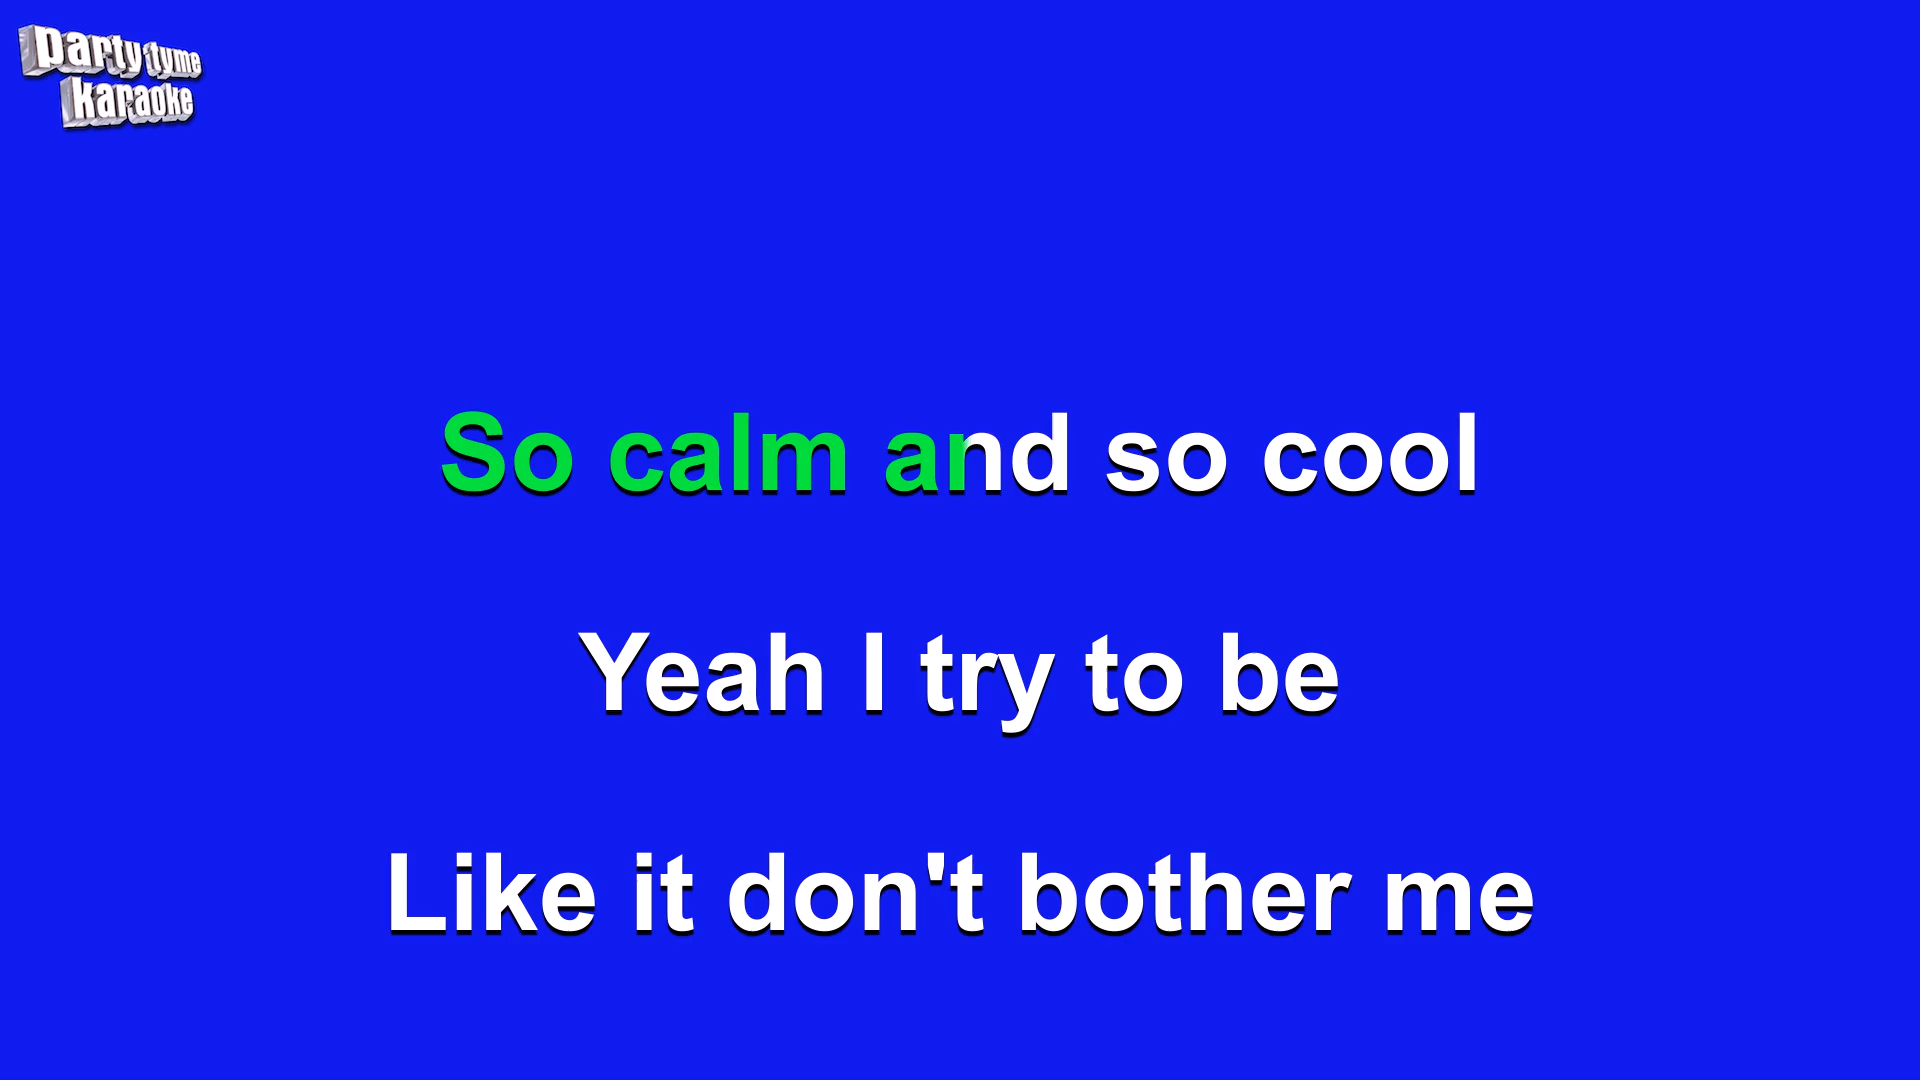 party tyme
karaoke
So calm and so cool
Yeah I try to be
Like it don't bother me